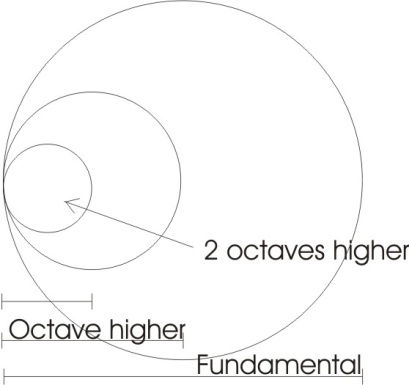 2 octaves higher
Octave higher
Fundamental